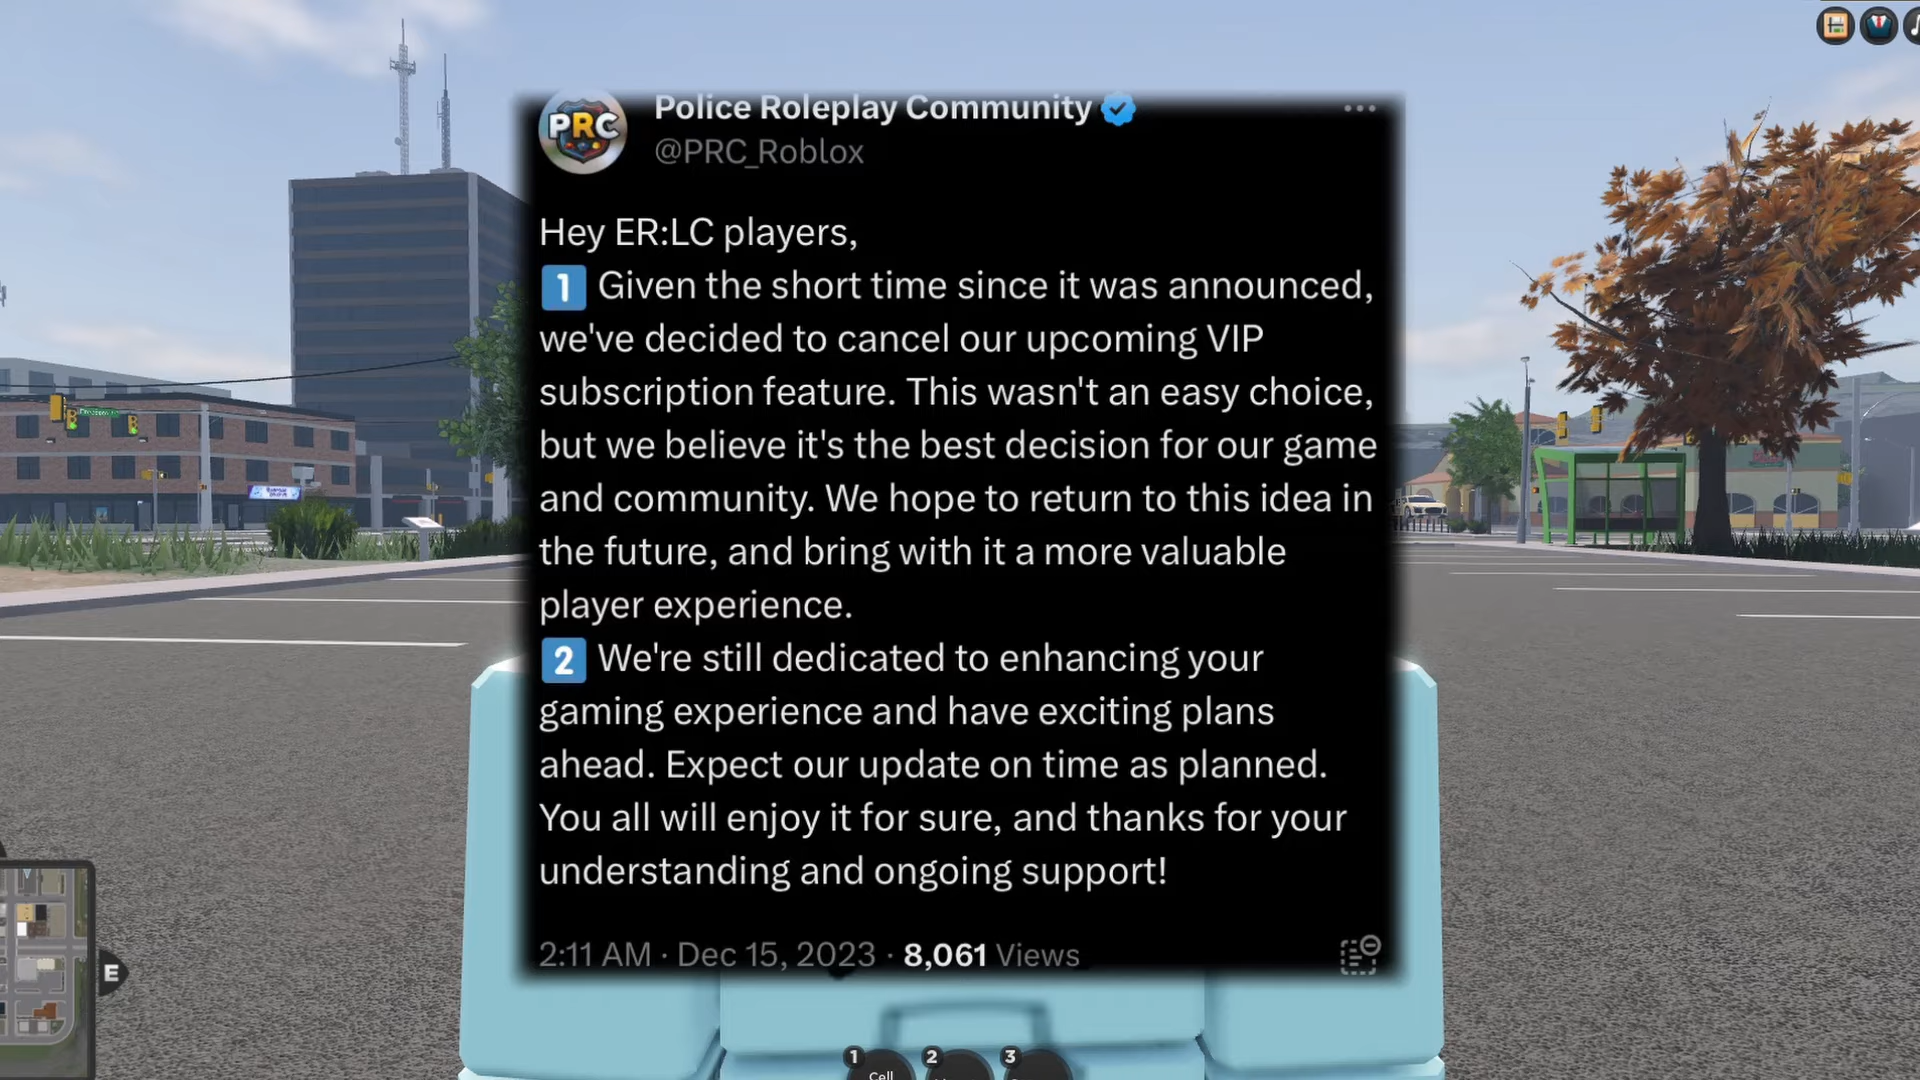 PRC
Police Roleplay Community
@PRC_Roblox
Hey ER:LC players,
1 Given the short time since it was announced,
we've decided to cancel our upcoming VIP
subscription feature. This wasn't an easy choice,
but we believe it's the best decision for our game
and community. We hope to return to this idea in
the future, and bring with it a more valuable
player experience.
2 We're still dedicated to enhancing your
gaming experience and have exciting plans
ahead. Expect our update on time as planned.
You all will enjoy it for sure, and thanks for your
understanding and ongoing support!
2:11 AM · Dec 15, 2023 · 8,061 Views
E
1 2 3
Cell